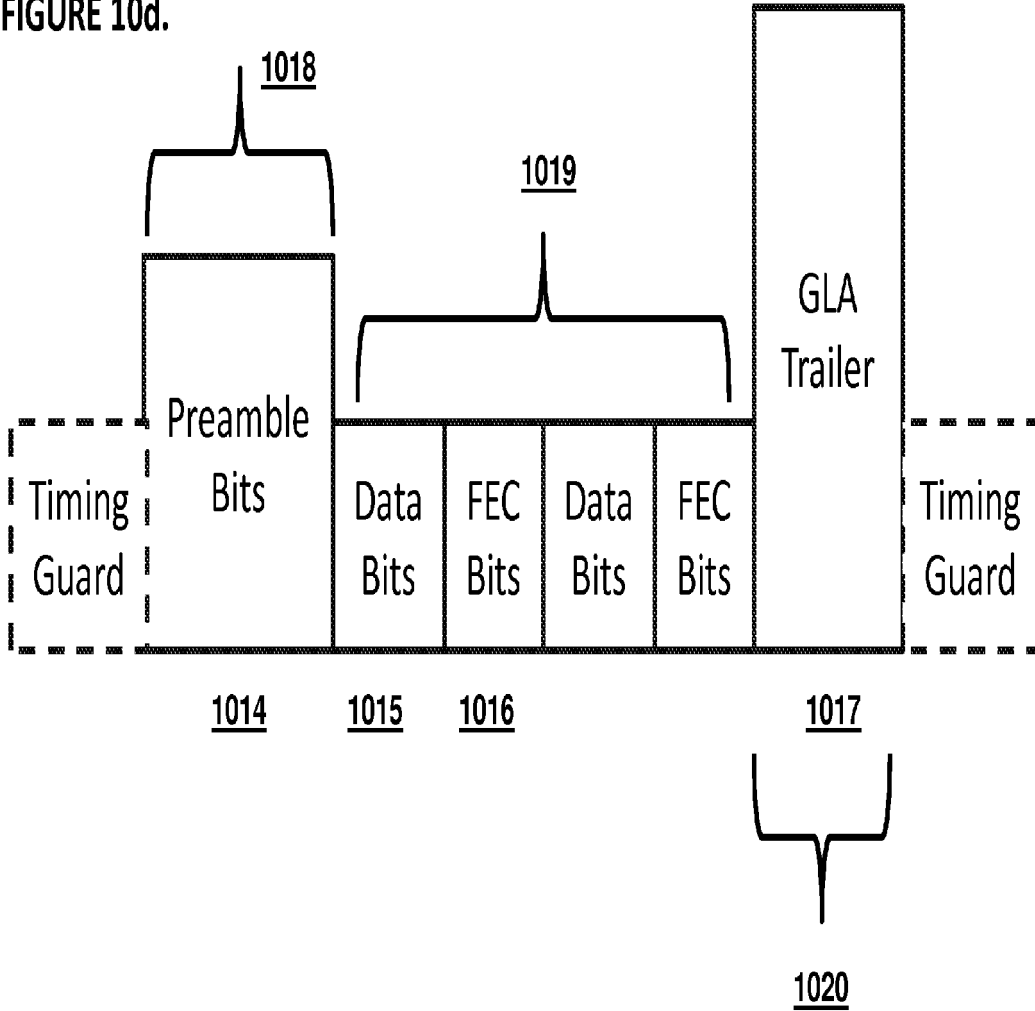 FIGURE 10d.
1018
1019
GLA
Trailer
Preamble
Bits
Timing
Guard
Data
Bits
FEC
Bits
Data
Bits
FEC
Bits
Timing
Guard
1014
1015
1016
1017
1020